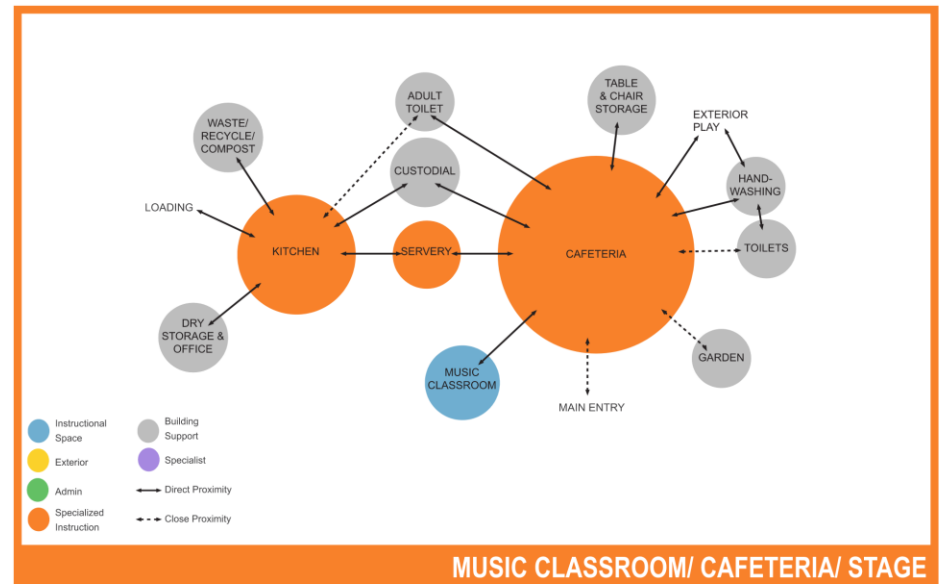 ADULT
TOILET
TABLE
& CHAIR
STORAGE
WASTE/
RECYCLE/
COMPOST
EXTERIOR
PLAY
CUSTODIAL
HAND-
WASHING
LOADING
KITCHEN
SERVERY
CAFETERIA
TOILETS
DRY
STORAGE &
OFFICE
MUSIC
CLASSROOM
GARDEN
MAIN ENTRY
Instructional
Space
Building
Support
Exterior
Specialist
Admin
Direct Proximity
Specialized
Instruction
Close Proximity
MUSIC CLASSROOM/ CAFETERIA/ STAGE